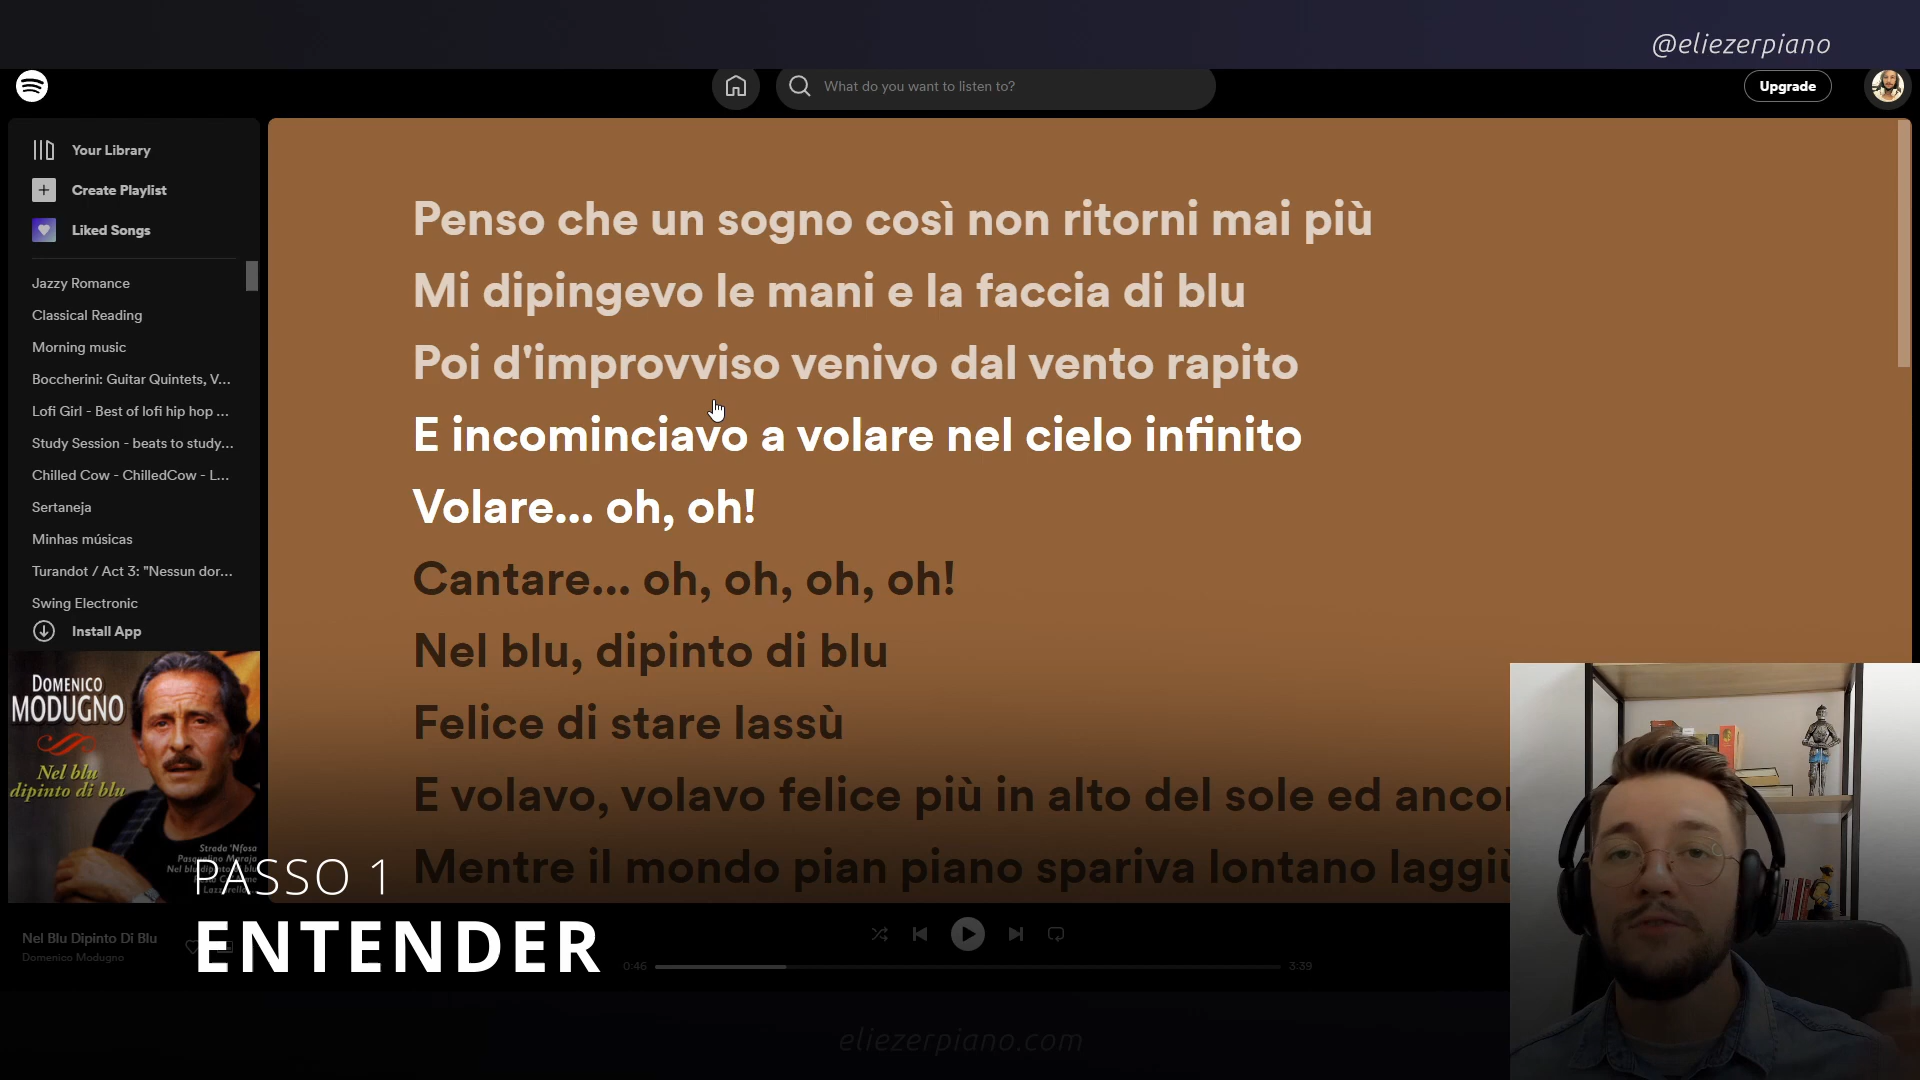 @eliezerpiano
What do you want to listen to?
Upgrade
Your Library
Create Playlist
Liked Songs
Jazzy Romance
Classical Reading
Morning music
Boccherini: Guitar Quintets, V...
Lofi Girl - Best of lofi hip hop ...
Study Session - beats to study...
Chilled Cow - ChilledCow - L...
Sertaneja
Minhas músicas
Turandot / Act 3: "Nessun dor...
Swing Electronic
Install App
DOMENICO
MODUGNO
Nel blu
dipinto di blu
Strada 'Nfosa
Nel Blu Dipinto Di Blu
Domenico Modugno
Penso che un sogno così non ritorni mai più
Mi dipingevo le mani e la faccia di blu
Poi d'improvviso venivo dal vento rapito
E incominciavo a volare nel cielo infinito
Volare... oh, oh!
Cantare... oh, oh, oh, oh!
Nel blu, dipinto di blu
Felice di stare lassù
E volavo, volavo felice più in alto del sole ed
Mentre il mondo pian piano spariva lontano
PASSO 1
ENTENDER
0:46
3:39
eliezerpiano.com